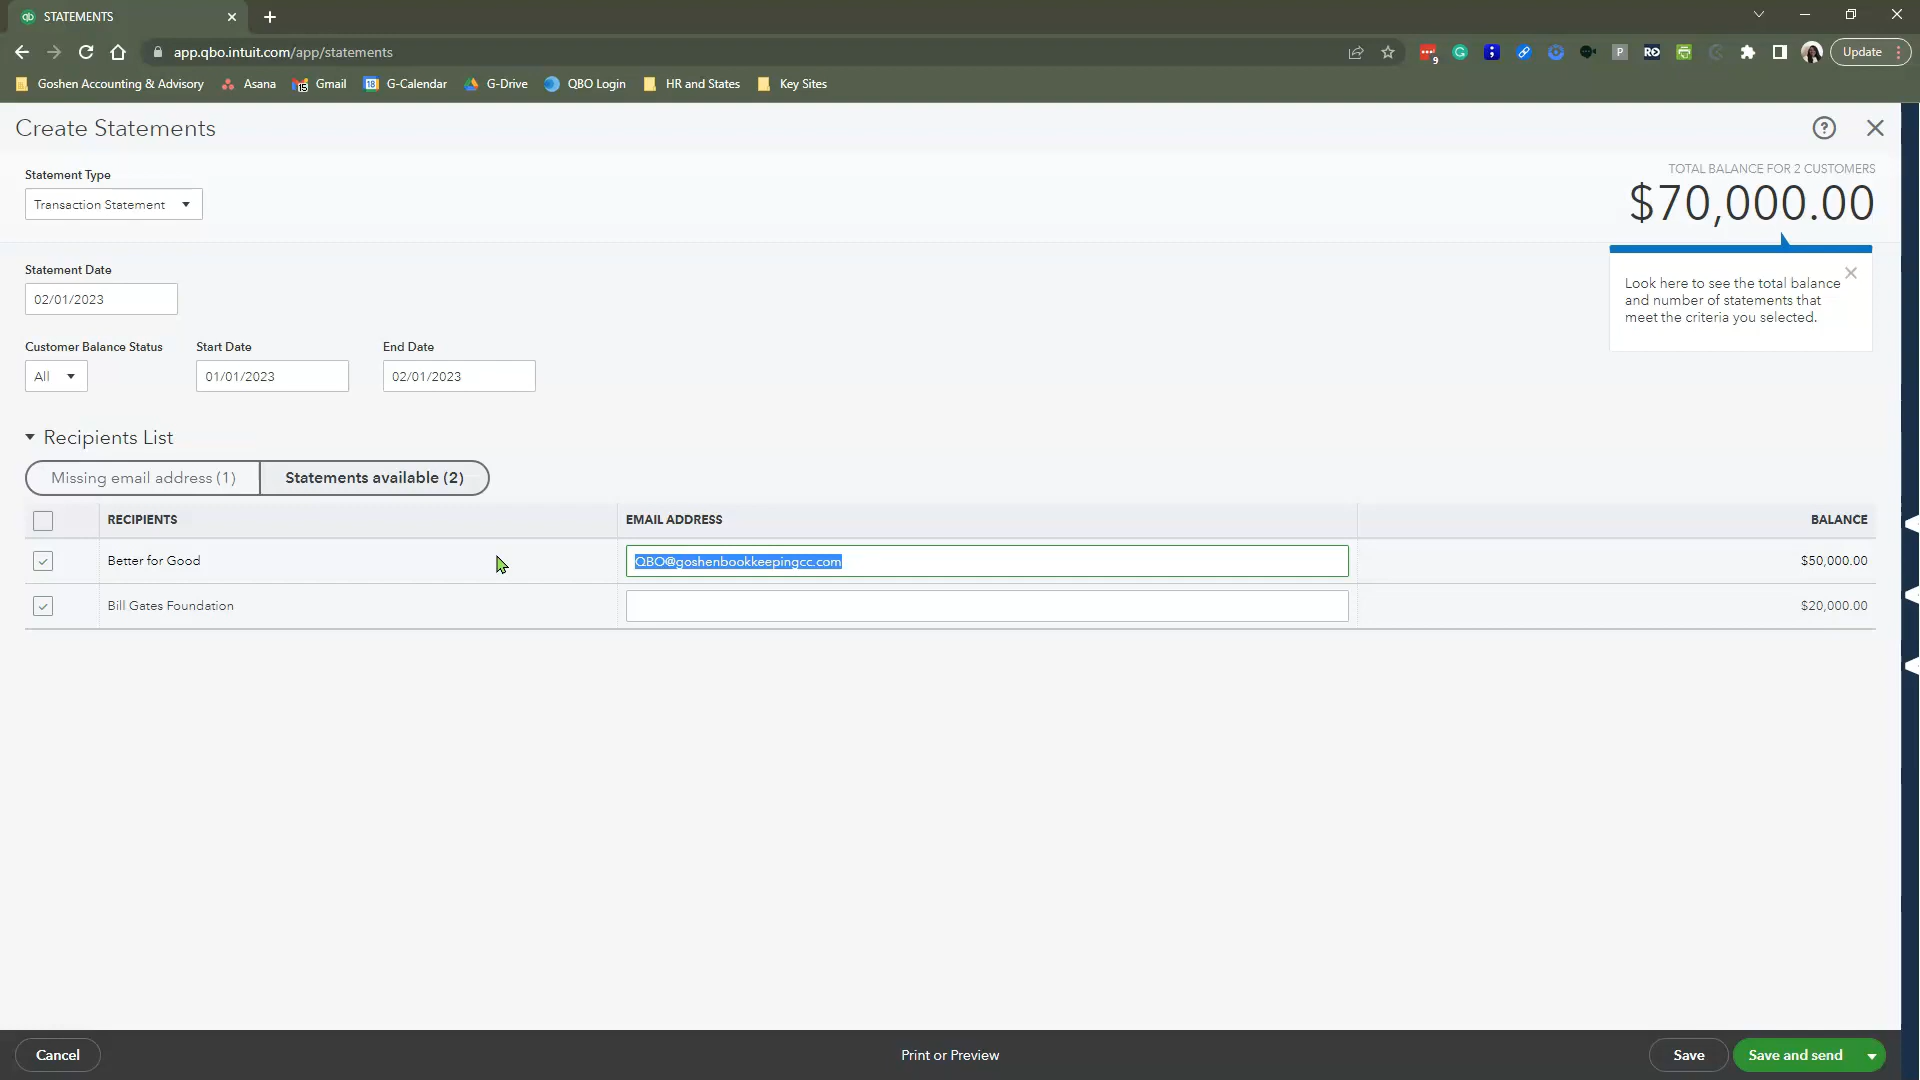 STATEMENTS
app.qbo.intuit.com/app/statements
9
P
Update
Goshen Accounting & Advisory
Asana
15
Gmail
18
G-Calendar
G-Drive
QBO Login
HR and States
Key Sites
Create Statements
Statement Type
Transaction Statement
TOTAL BALANCE FOR 2 CUSTOMERS
$70,000.00
Look here to see the total balance
and number of statements that
meet the criteria you selected.
Statement Date
02/01/2023
Customer Balance Status
Start Date
End Date
All
01/01/2023
02/01/2023
Recipients List
Missing email address (1)
Statements available (2)
RECIPIENTS
EMAIL ADDRESS
BALANCE
Better for Good
QBO@goshenbookkeepingcc.com
$50,000.00
Bill Gates Foundation
$20,000.00
Cancel
Print or Preview
Save
Save and send